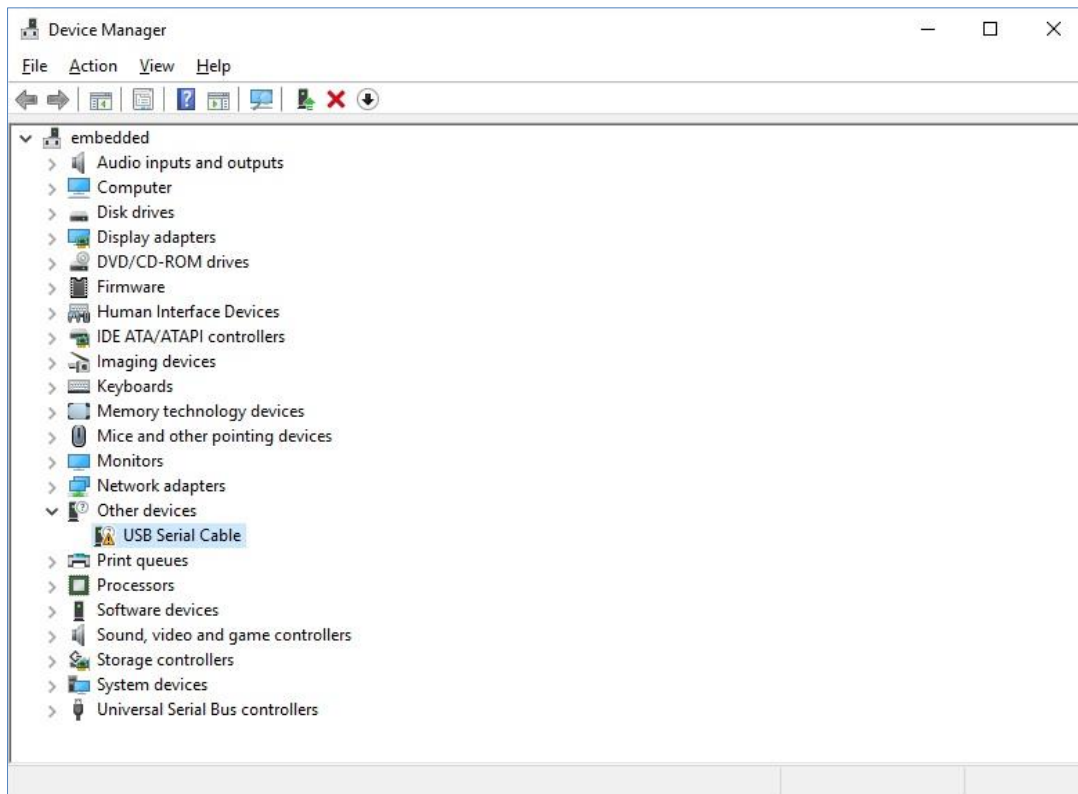 Device Manager
File Action View Help
embedded
Audio inputs and outputs
Computer
Disk drives
Display adapters
DVD/CD-ROM drives
Firmware
Human Interface Devices
IDE ATA/ATAPI controllers
Imaging devices
Keyboards
Memory technology devices
Mice and other pointing devices
Monitors
Network adapters
Other devices
USB Serial Cable
Print queues
Processors
Software devices
Sound, video and game controllers
Storage controllers
System devices
Universal Serial Bus controllers